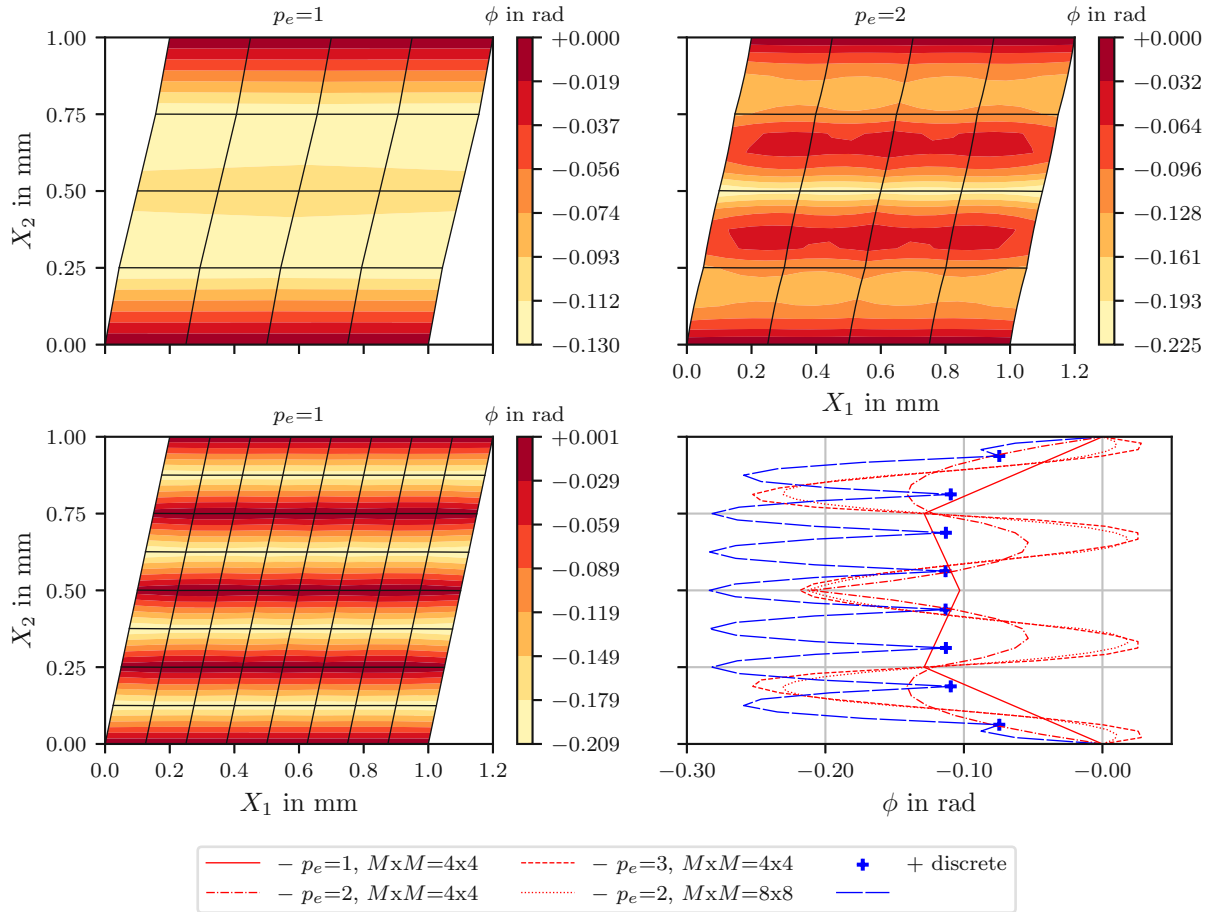 p_e=1
ϕ in rad
p_e=2
ϕ in rad
X_2 in mm
1.00
0.75
0.50
0.25
0.00
+0.000
−0.019
−0.037
−0.056
−0.074
−0.093
−0.112
−0.130
+0.000
−0.032
−0.064
−0.096
−0.128
−0.161
−0.193
−0.225
0.0 0.2 0.4 0.6 0.8 1.0 1.2
X_1 in mm
p_e=1
ϕ in rad
X_2 in mm
1.00
0.75
0.50
0.25
0.00
+0.001
−0.029
−0.059
−0.089
−0.119
−0.149
−0.179
−0.209
0.0 0.2 0.4 0.6 0.8 1.0 1.2
X_1 in mm
−0.30 −0.20 −0.10 −0.00
ϕ in rad
− p_e=1, MxM=4x4
− p_e=3, MxM=4x4
+ discrete
− p_e=2, MxM=4x4
− p_e=2, MxM=8x8